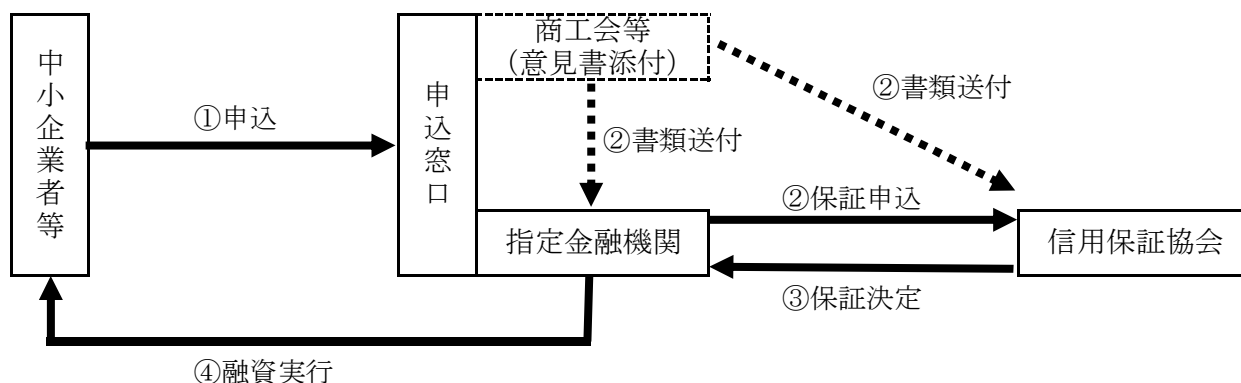 中小企業者等
①申込
申込窓口
商工会等
(意見書添付)
②書類送付
②書類送付
指定金融機関
②保証申込
③保証決定
信用保証協会
④融資実行